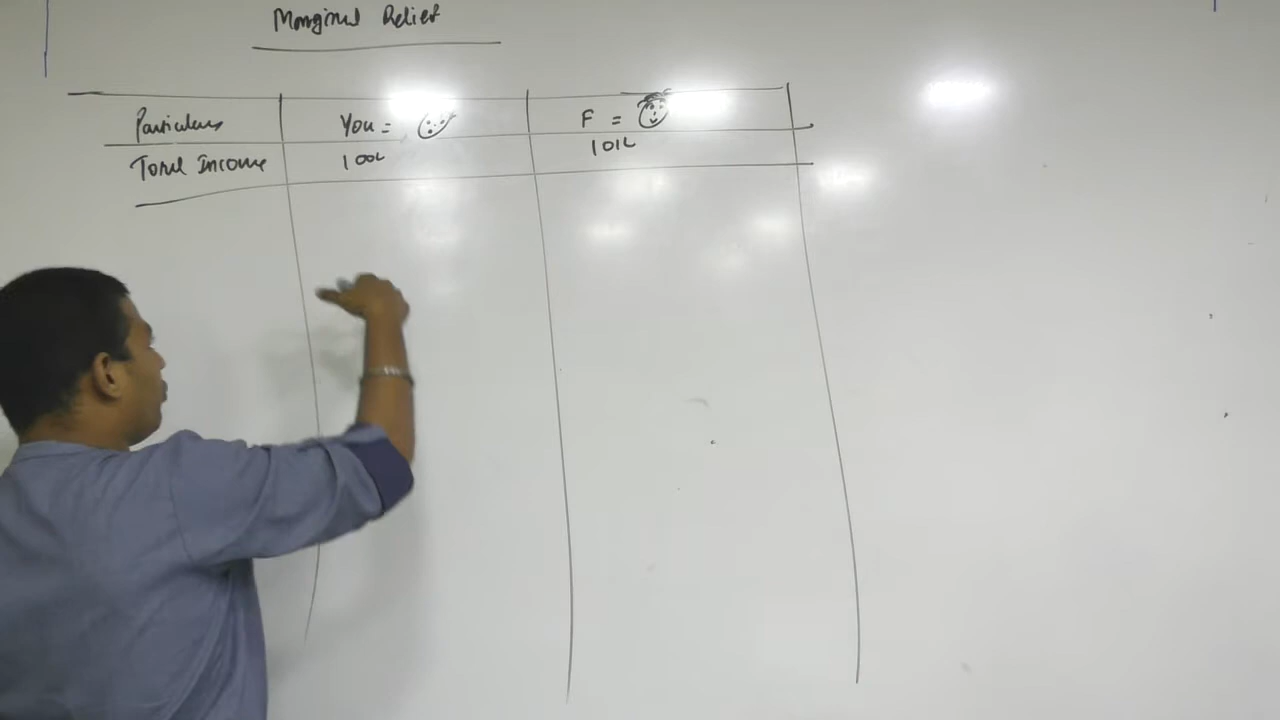 Marginal Relief
Particulars You = F =
Total Income 100L 101L